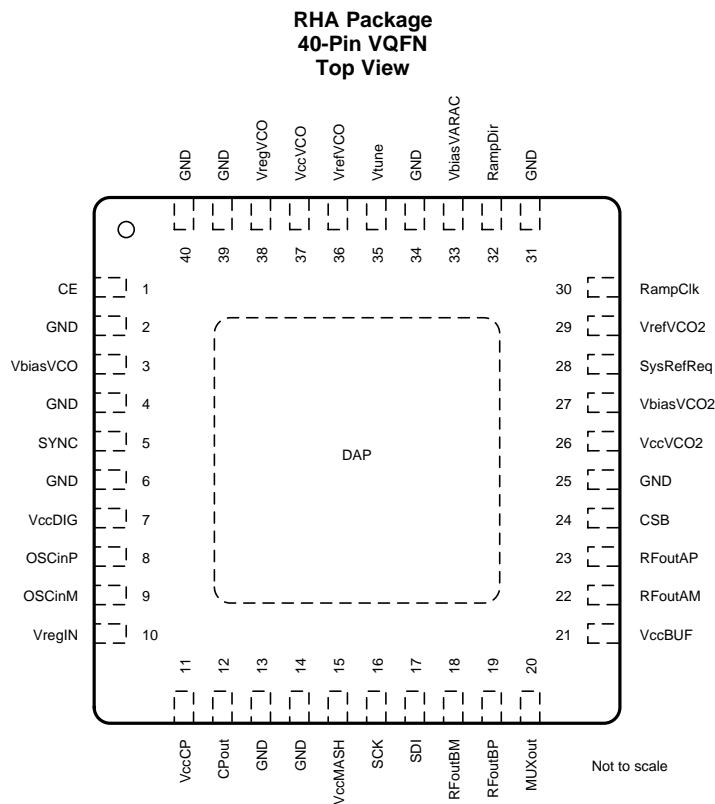 RHA Package
40-Pin VQFN
Top View
GND
GND
VregVCO
VccVCO
VrefVCO
Vtune
GND
VbiasVARAC
RampDir
GND
40
39
38
37
36
35
34
33
32
31
CE 1
GND 2
VbiasVCO 3
GND 4
SYNC 5
GND 6
VccDIG 7
OSCinP 8
OSCinM 9
VregIN 10
DAP
30 RampClk
29 VrefVCO2
28 SysRefReq
27 VbiasVCO2
26 VccVCO2
25 GND
24 CSB
23 RFoutAP
22 RFoutAM
21 VccBUF
11
12
13
14
15
16
17
18
19
20
VccCP
CPout
GND
GND
VccMASH
SCK
SDI
RFoutBM
RFoutBP
MUXout
Not to scale